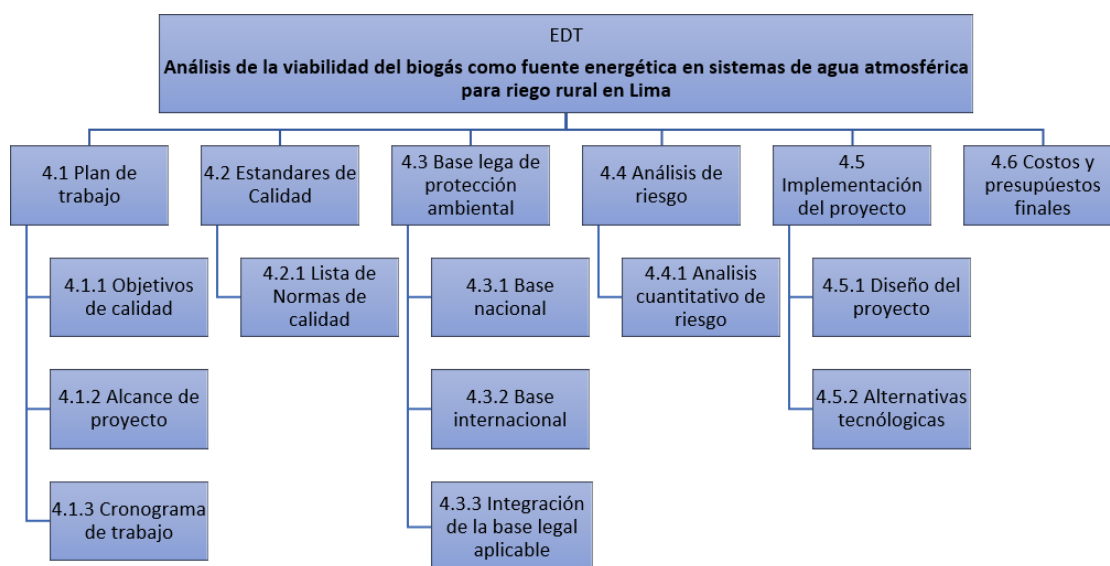 EDT
Análisis de la viabilidad del biogás como fuente energética en sistemas de agua atmosférica
para riego rural en Lima
4.1 Plan de
trabajo
4.2 Estandares de
Calidad
4.3 Base lega de
protección
ambiental
4.4 Análisis de
riesgo
4.5
Implementación
del proyecto
4.6 Costos y
presupúestos
finales
4.1.1 Objetivos
de calidad
4.2.1 Lista de
Normas de
calidad
4.3.1 Base
nacional
4.4.1 Analisis
cuantitativo de
riesgo
4.5.1 Diseño del
proyecto
4.1.2 Alcance de
proyecto
4.3.2 Base
internacional
4.5.2 Alternativas
tecnólogicas
4.1.3 Cronograma
de trabajo
4.3.3 Integración
de la base legal
aplicable